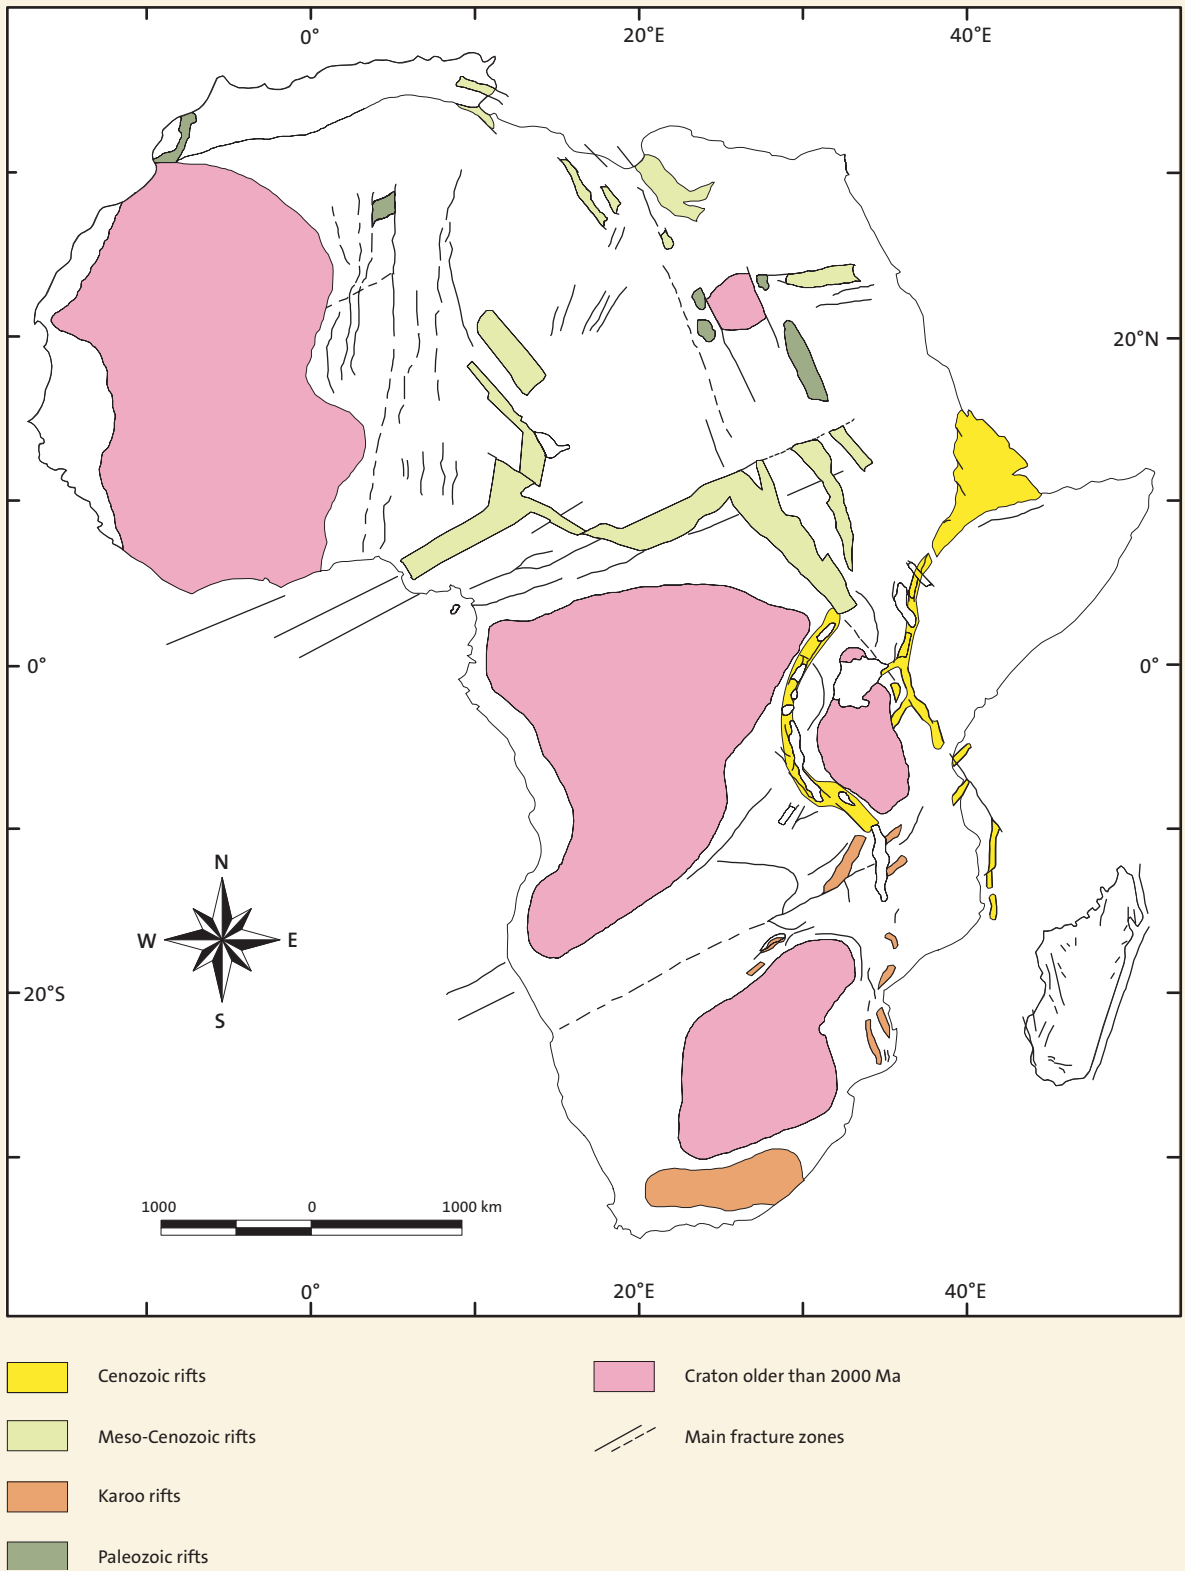 0°
20°E
40°E
20°N
0°
0°
N
W
E
S
20°S
1000
0
1000 km
0°
20°E
40°E
Cenozoic rifts
Craton older than 2000 Ma
Meso-Cenozoic rifts
Main fracture zones
Karoo rifts
Paleozoic rifts